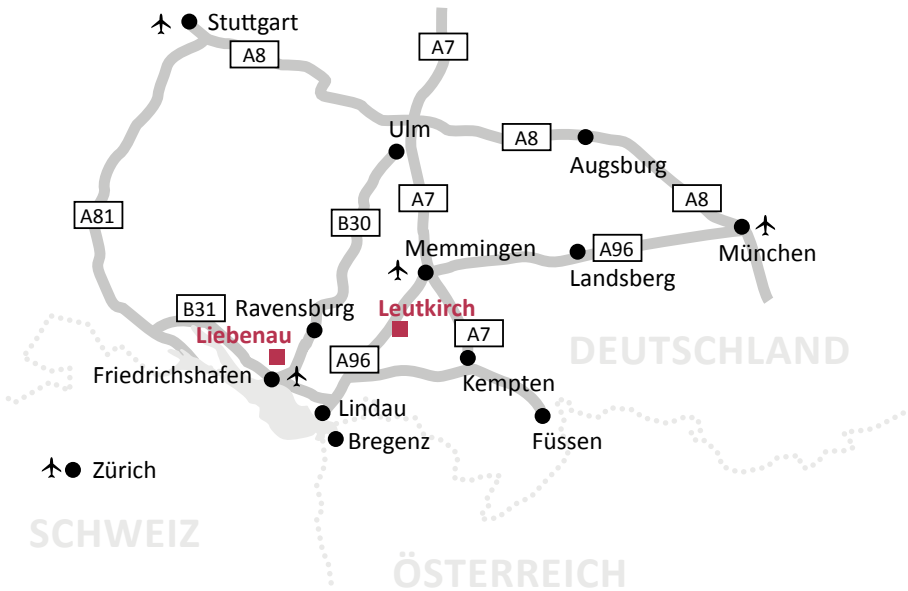 Stuttgart
A7
A8
Ulm
A8
Augsburg
A81
A7
A8
B30
München
Memmingen
A96
Landsberg
B31
Ravensburg
Leutkirch
Liebenau
A7
DEUTSCHLAND
A96
Friedrichshafen
Kempten
Lindau
Bregenz
Füssen
Zürich
SCHWEIZ
ÖSTERREICH